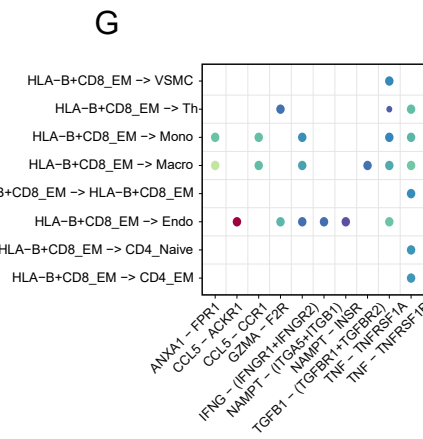 G
HLA−B+CD8_EM −> VSMC
HLA−B+CD8_EM −> Th
HLA−B+CD8_EM −> Mono
HLA−B+CD8_EM −> Macro
B+CD8_EM −> HLA−B+CD8_EM
HLA−B+CD8_EM −> Endo
HLA−B+CD8_EM −> CD4_Naive
HLA−B+CD8_EM −> CD4_EM
ANXA1 − FPR1
CCL5 − ACKR1
CCL5 − CCR1
GZMA − F2R
IFNG − (IFNGR1+IFNGR2)
NAMPT − (ITGA5+ITGB1)
NAMPT − INSR
TGFB1 − (TGFBR1+TGFBR2)
TNF − TNFRSF1A
TNF − TNFRSF1B